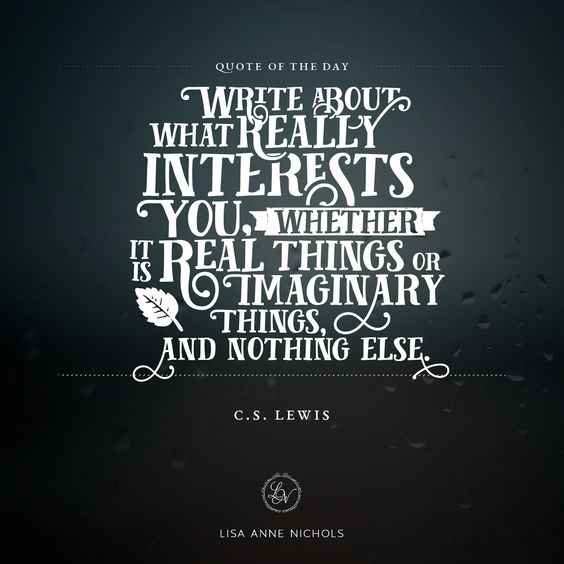 QUOTE OF THE DAY
WRITE ABOUT
WHAT REALLY
INTERESTS
YOU, WHETHER
IT IS REAL THINGS OR
IMAGINARY
THINGS,
AND NOTHING ELSE.
C.S. LEWIS
LN
LISA ANNE NICHOLS